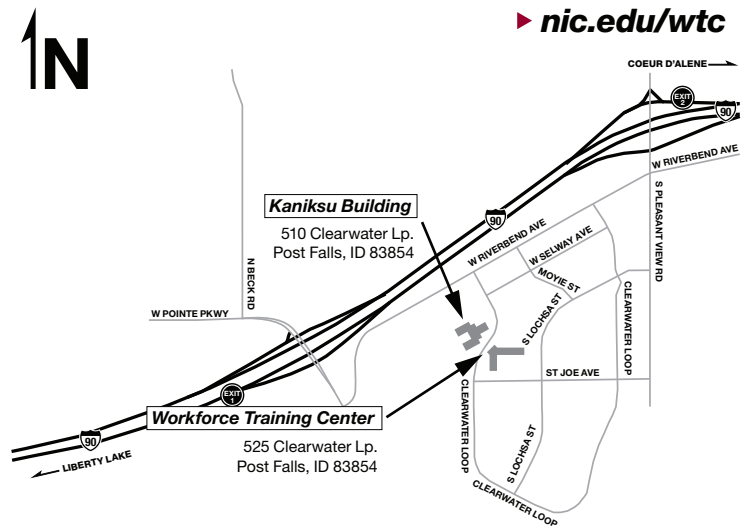 nic.edu/wtc
N
COEUR D'ALENE
EXIT
2
90
W RIVERBEND AVE
S PLEASANT VIEW RD
Kaniksu Building
510 Clearwater Lp.
Post Falls, ID 83854
90
W RIVERBEND AVE
W SELWAY AVE
MOYIE ST
N BECK RD
W POINTE PKWY
S LOCHSA ST
CLEARWATER LOOP
ST JOE AVE
EXIT
1
Workforce Training Center
525 Clearwater Lp.
Post Falls, ID 83854
CLEARWATER LOOP
90
LIBERTY LAKE
S LOCHSA ST
CLEARWATER LOOP